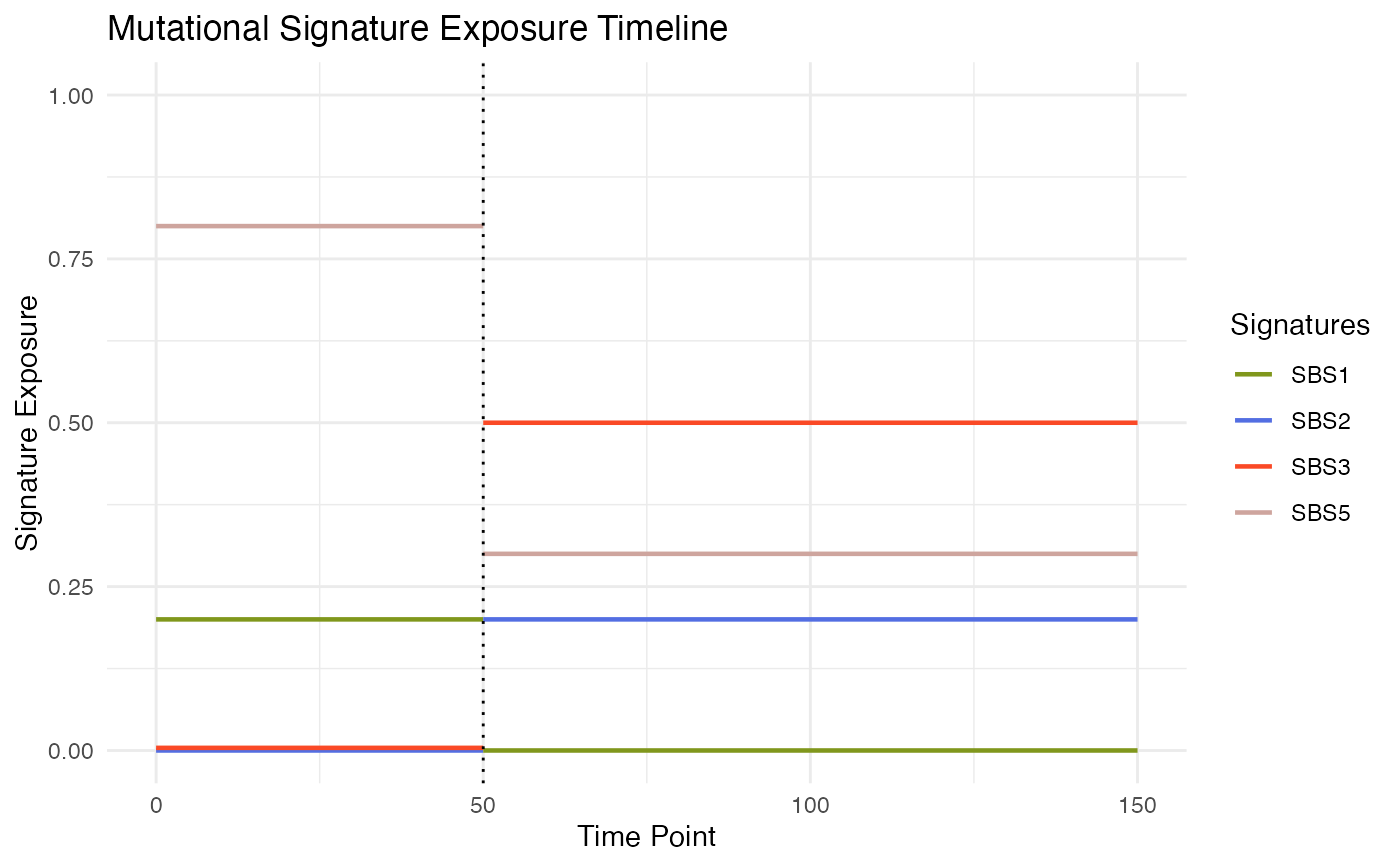 Mutational Signature Exposure Timeline
1.00
0.75
0.50
0.25
0.00
Signature Exposure
0
50
100
150
Time Point
Signatures
SBS1
SBS2
SBS3
SBS5